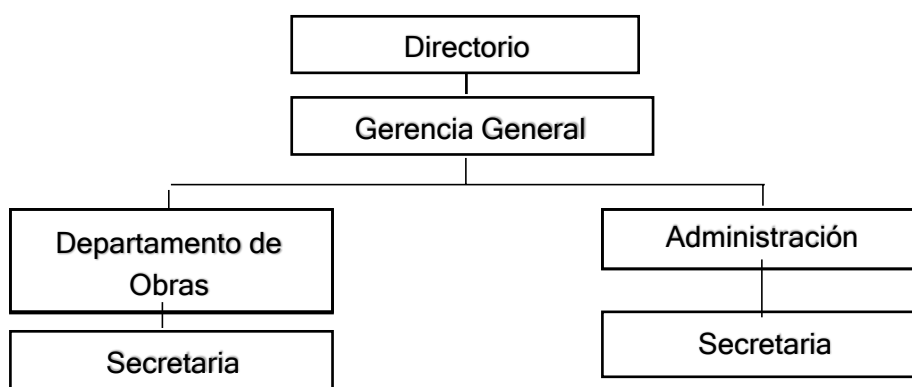 Directorio
Gerencia General
Departamento de
Obras
Administración
Secretaria
Secretaria